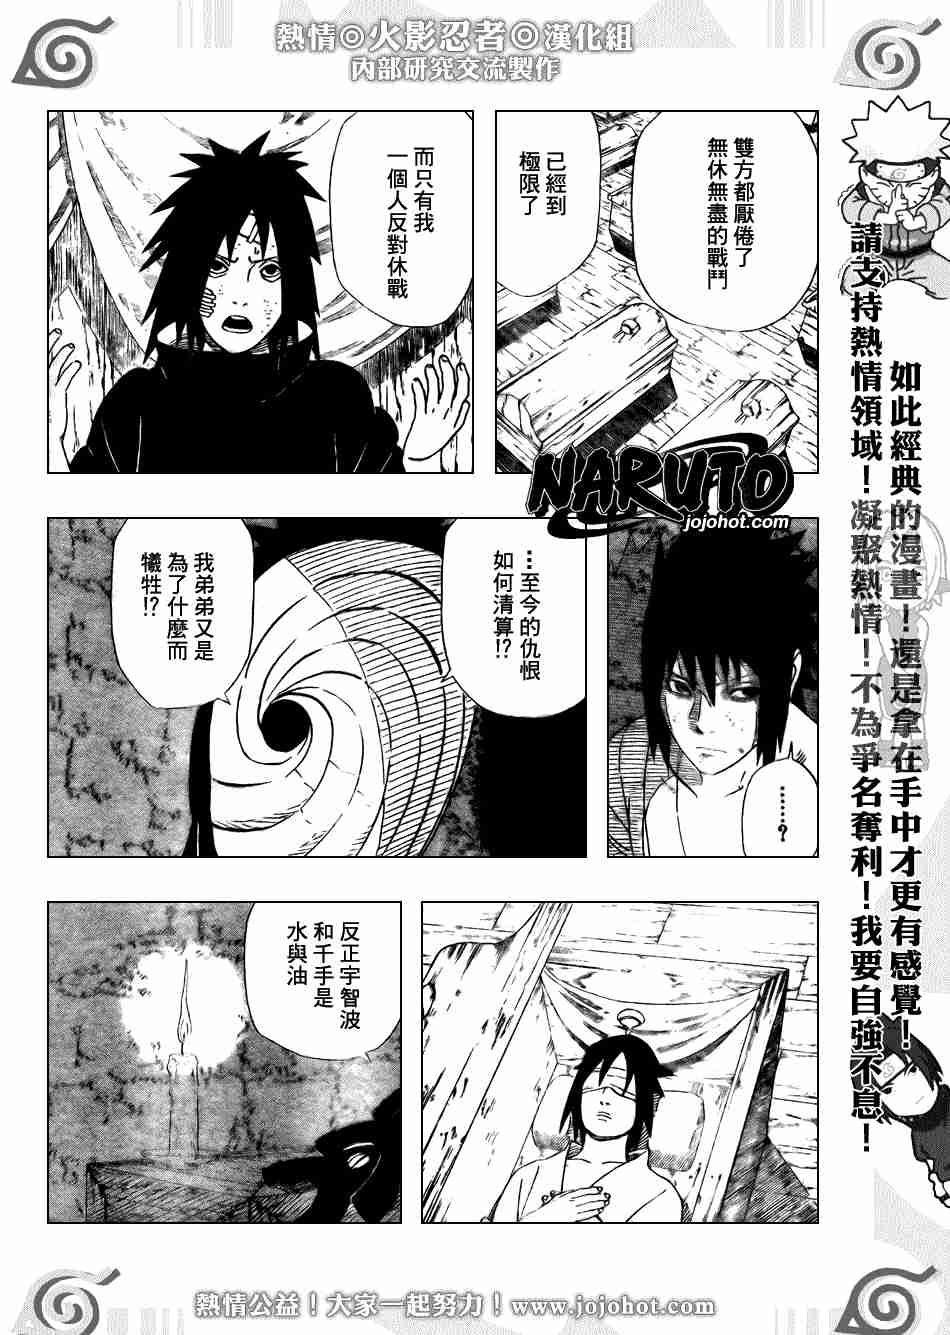 熱情◎火影忍者◎漢化組
內部研究交流製作
雙方都厭倦了
無休無盡的戰鬥
已經到
極限了
而只有我
一個人反對休戰
NARUTO
jojohot.com
……?
…至今的仇恨
如何清算!?
我弟弟又是
為了什麼而
犧牲!?
反正宇智波
和千手是
水與油
如此經典的漫畫！還是拿在手中才更有感覺！
請支持熱情領域！凝聚熱情！不為爭名奪利！我要自強不息！
熱情公益！大家一起努力！www.jojohot.com